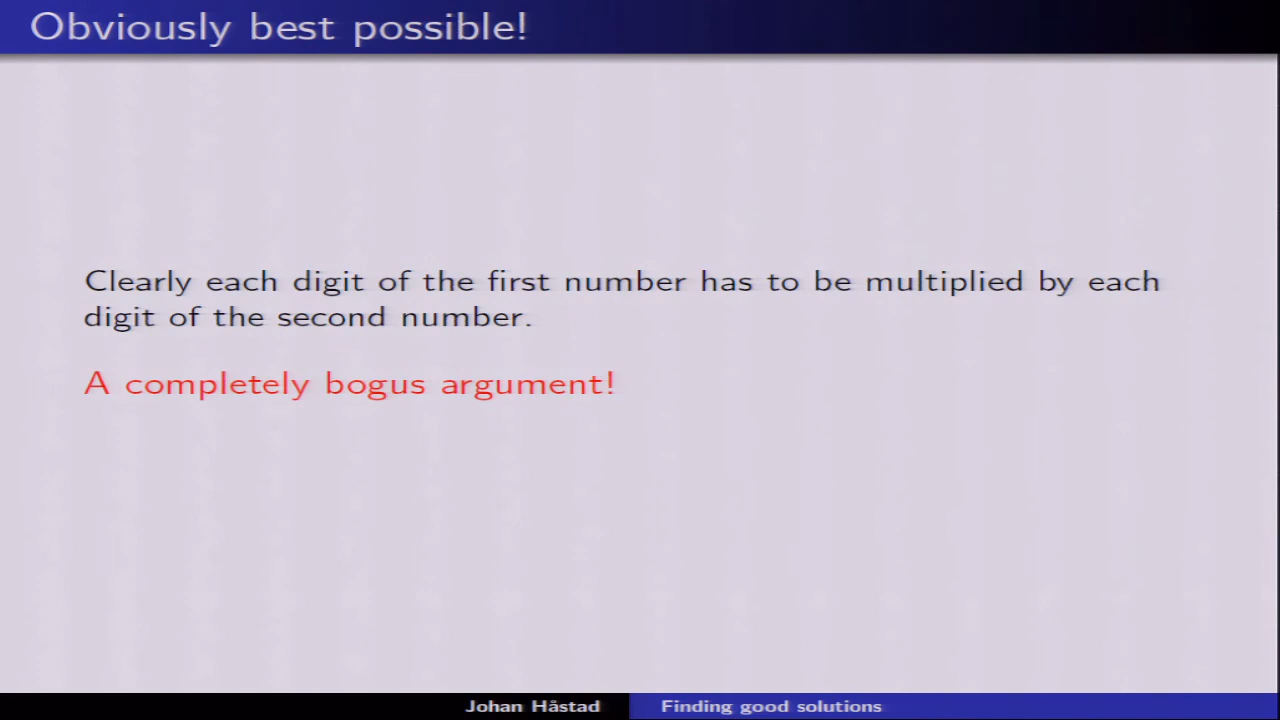 Obviously best possible!
Clearly each digit of the first number has to be multiplied by each
digit of the second number.
A completely bogus argument!
Johan Håstad
Finding good solutions